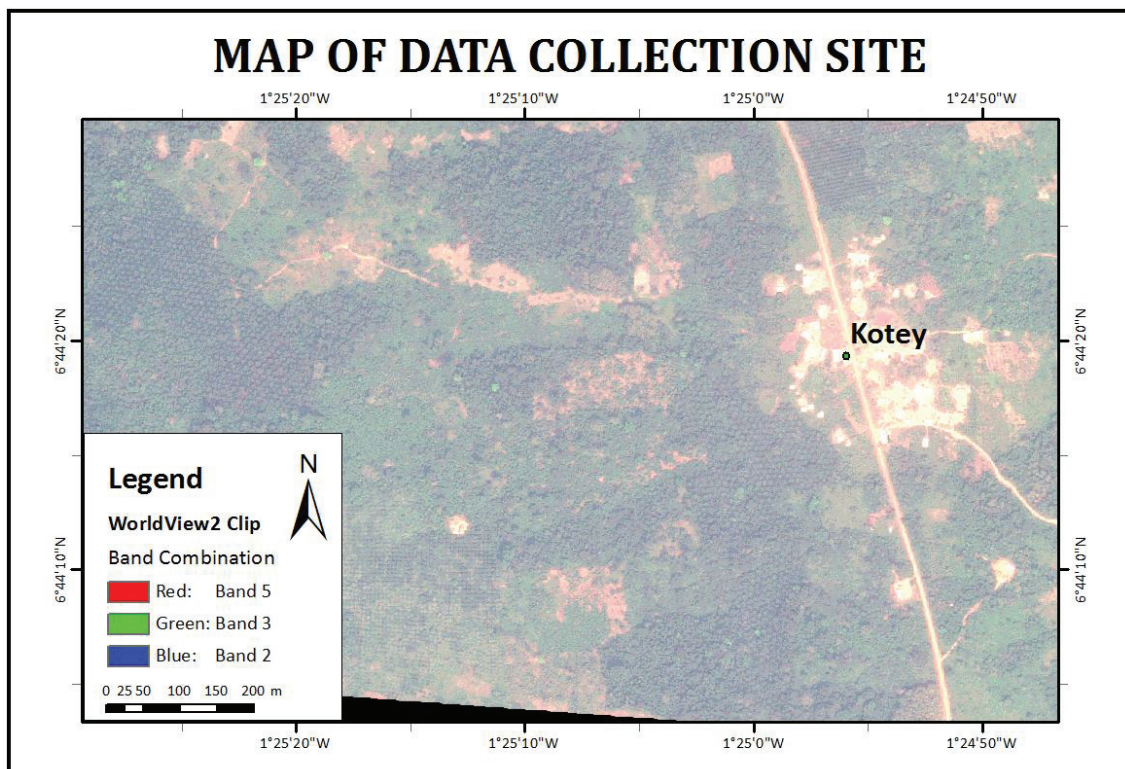 MAP OF DATA COLLECTION SITE
1°25'20"W 1°25'10"W 1°25'0"W 1°24'50"W
6°44'20"N
6°44'20"N
Kotey
6°44'10"N
6°44'10"N
Legend
N
WorldView2 Clip
Band Combination
Red: Band 5
Green: Band 3
Blue: Band 2
0 25 50 100 150 200 m
1°25'20"W 1°25'10"W 1°25'0"W 1°24'50"W